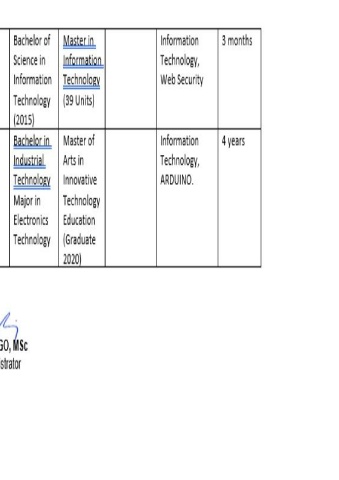 Bachelor of
Science in
Information
Technology
(2015)
Master in
Information
Technology
(39 Units)
Information
Technology,
Web Security
3 months
Bachelor in
Industrial
Technology
Major in
Electronics
Technology
Master of
Arts in
Innovative
Technology
Education
(Graduate
2020)
Information
Technology,
ARDUINO.
4 years
GO, MSc
istrator